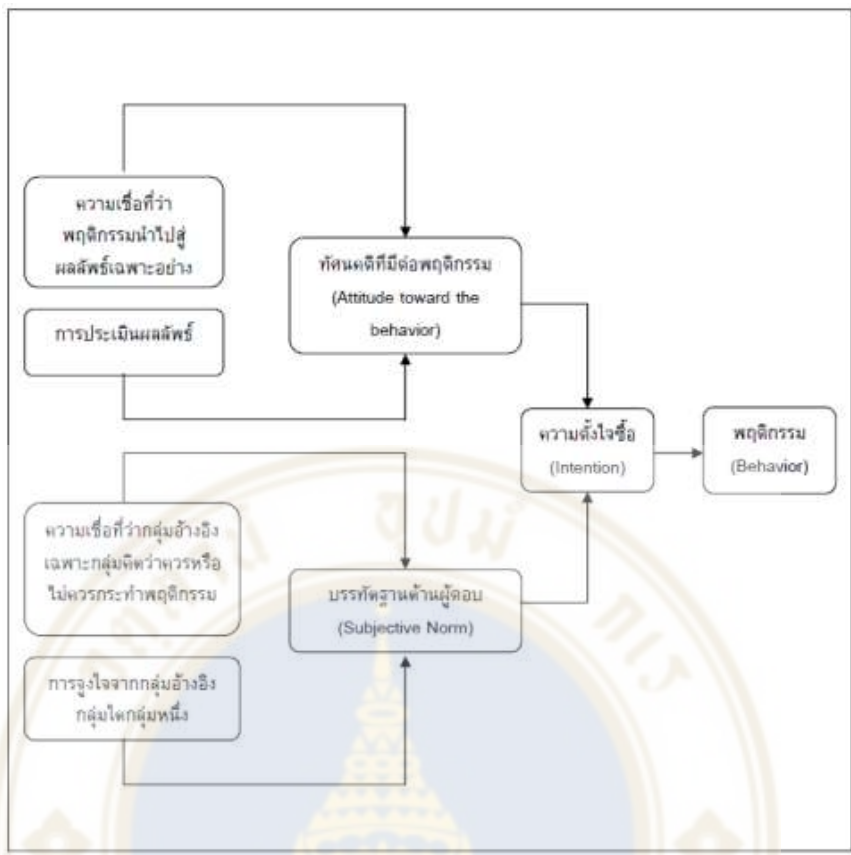 ความเชื่อที่ว่า
พฤติกรรมนำไปสู่
ผลลัพธ์เฉพาะอย่าง
การประเมินผลลัพธ์
ทัศนคติที่มีต่อพฤติกรรม
(Attitude toward the
behavior)
ความตั้งใจซื้อ
(Intention)
พฤติกรรม
(Behavior)
ความเชื่อที่ว่ากลุ่มอ้างอิง
เฉพาะกลุ่มคิดว่าควรหรือ
ไม่ควรกระทำพฤติกรรม
การจูงใจจากกลุ่มอ้างอิง
กลุ่มใดกลุ่มหนึ่ง
บรรทัดฐานด้านผู้ตอบ
(Subjective Norm)